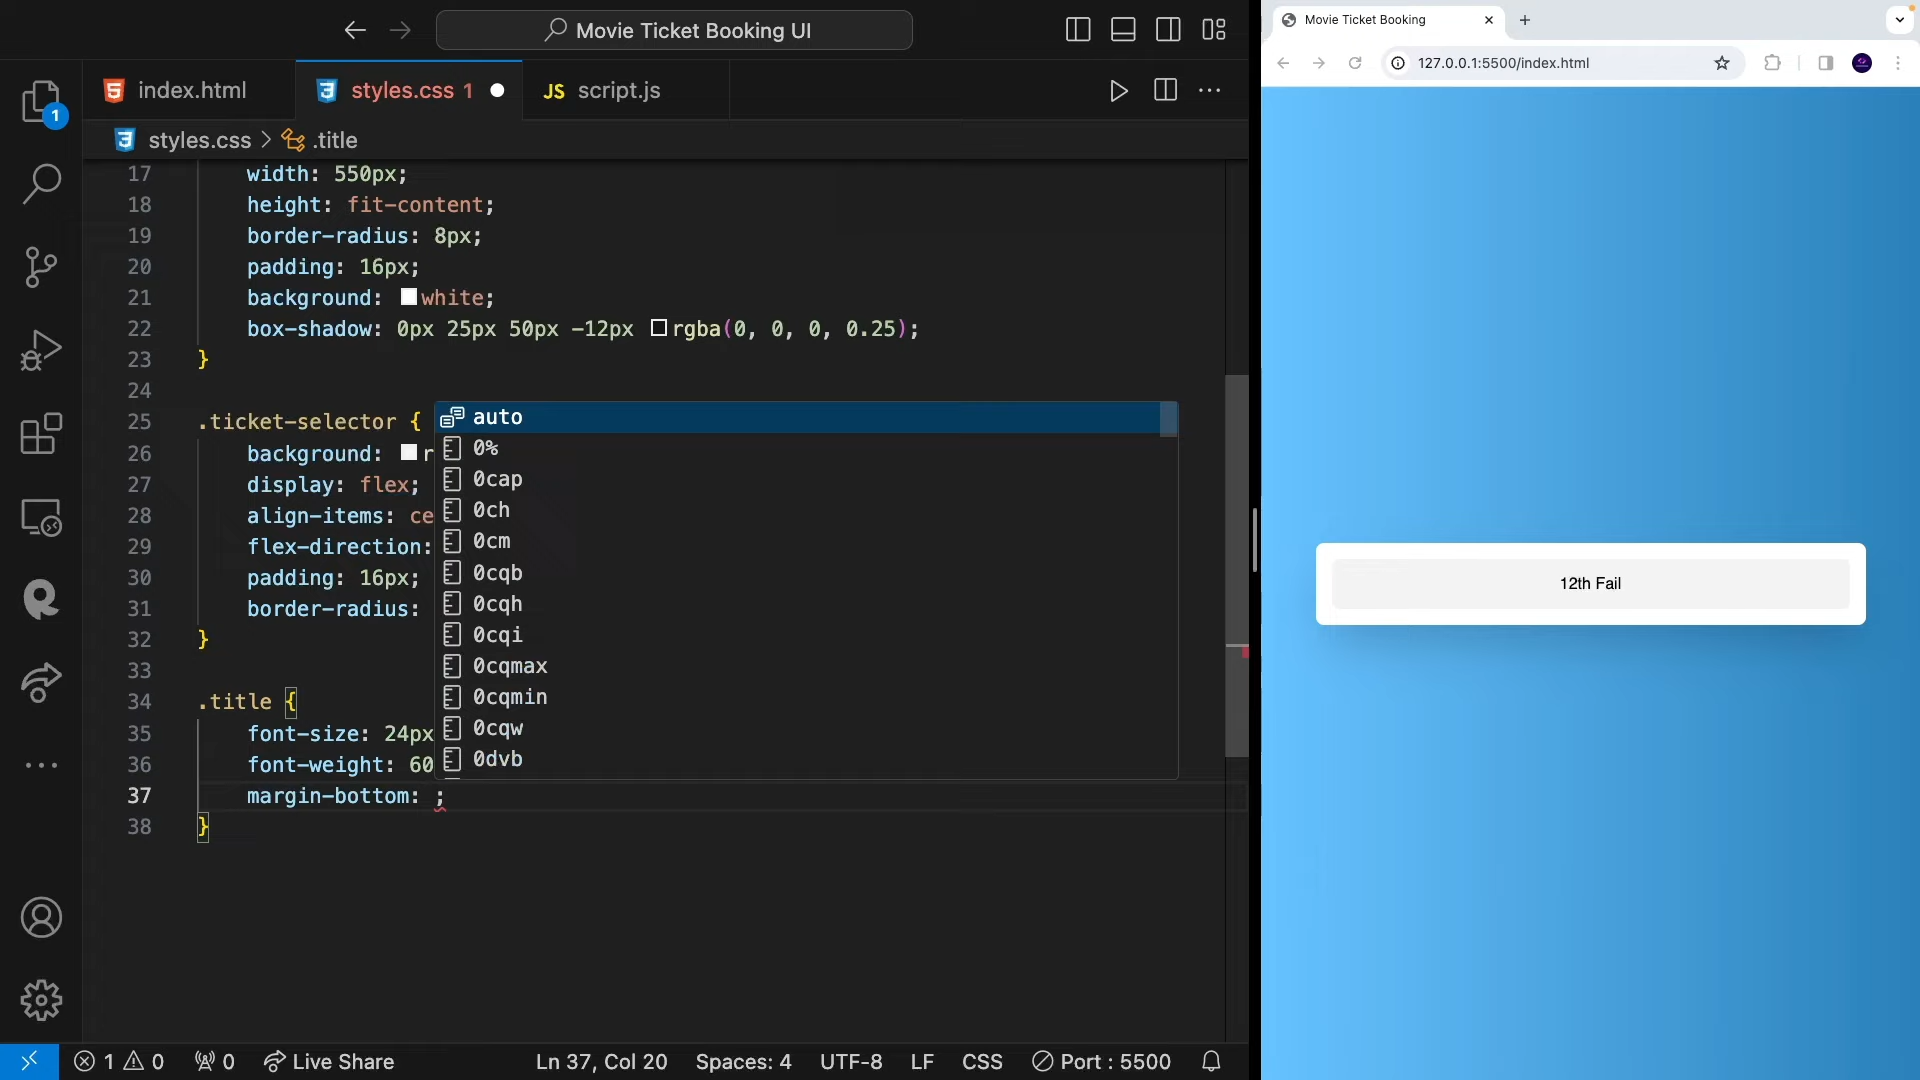 Movie Ticket Booking UI
index.html
styles.css 1
JS script.js
1
styles.css > .title
17 width: 550px;
18 height: fit-content;
19 border-radius: 8px;
20 padding: 16px;
21 background: white;
22 box-shadow: 0px 25px 50px -12px rgba(0, 0, 0, 0.25);
23 }
24
25 .ticket-selector {
26 background: r
27 display: flex;
28 align-items: ce
29 flex-direction:
30 padding: 16px;
31 border-radius:
32 }
33
34 .title {
35 font-size: 24px
36 font-weight: 60
37 margin-bottom: ;
38 }
auto
0%
0cap
0ch
0cm
0cqb
0cqh
0cqi
0cqmax
0cqmin
0cqw
0dvb
1 0 0 Live Share Ln 37, Col 20 Spaces: 4 UTF-8 LF CSS Port : 5500
Movie Ticket Booking
127.0.0.1:5500/index.html
12th Fail